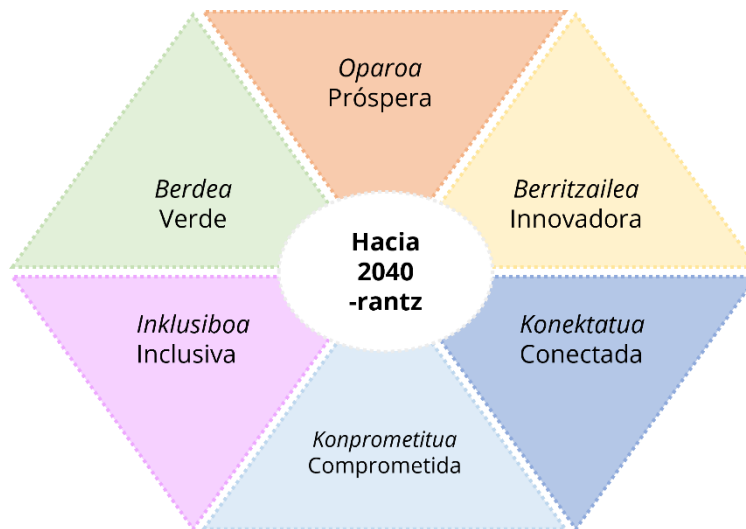 Oparoa
Próspera
Berdea
Verde
Berritzailea
Innovadora
Hacia
2040
-rantz
Inklusiboa
Inclusiva
Konektatua
Conectada
Konprometitua
Comprometida